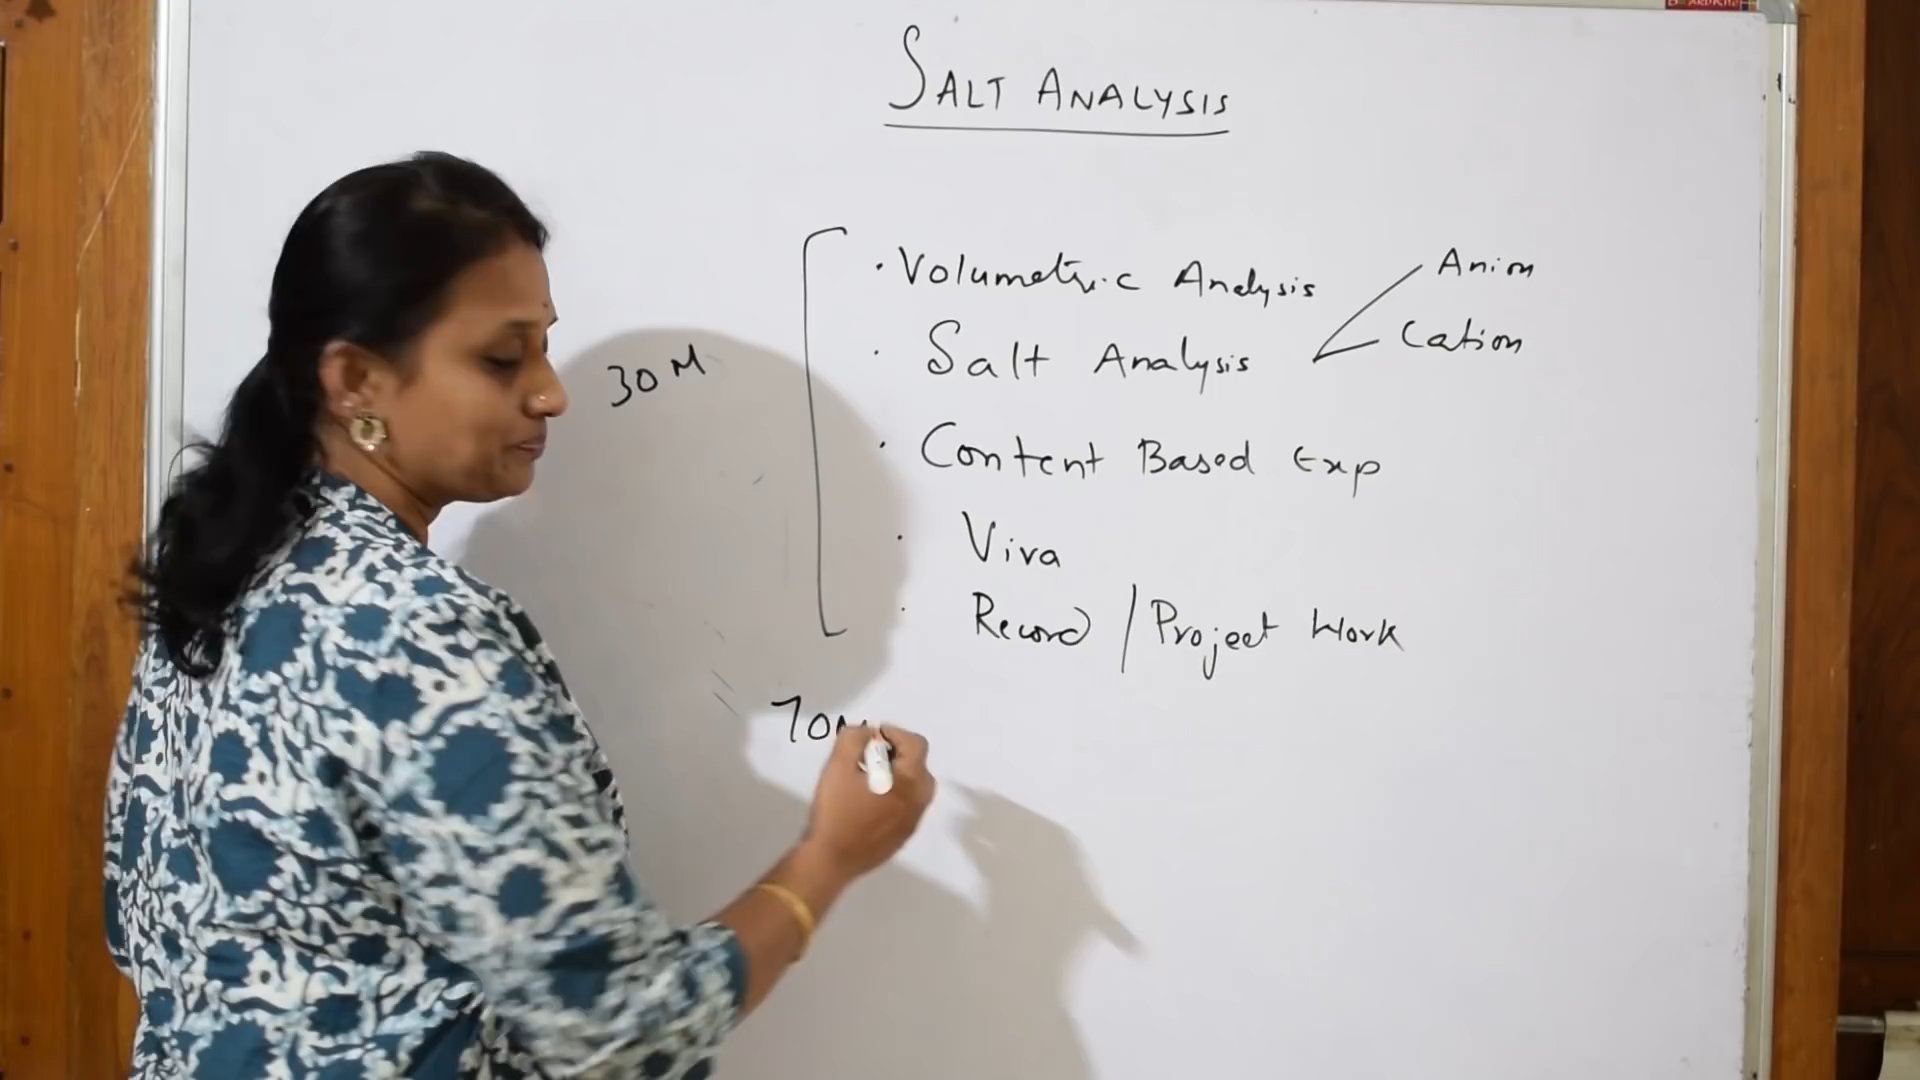 SALT ANALYSIS
· Volumetric Analysis
Anion
30 M
· Salt Analysis
Cation
· Content Based Exp
· Viva
· Record / Project Work
70M